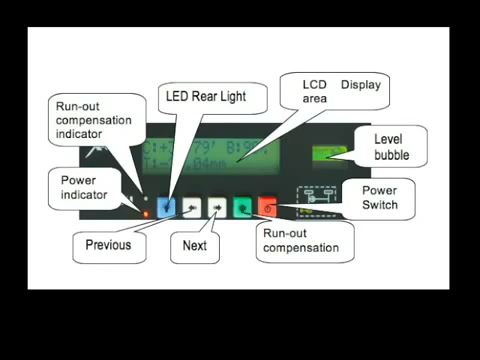 LCD Display
area
LED Rear Light
Run-out
compensation
indicator
Level
bubble
Power
indicator
Power
Switch
Previous
Next
Run-out
compensation